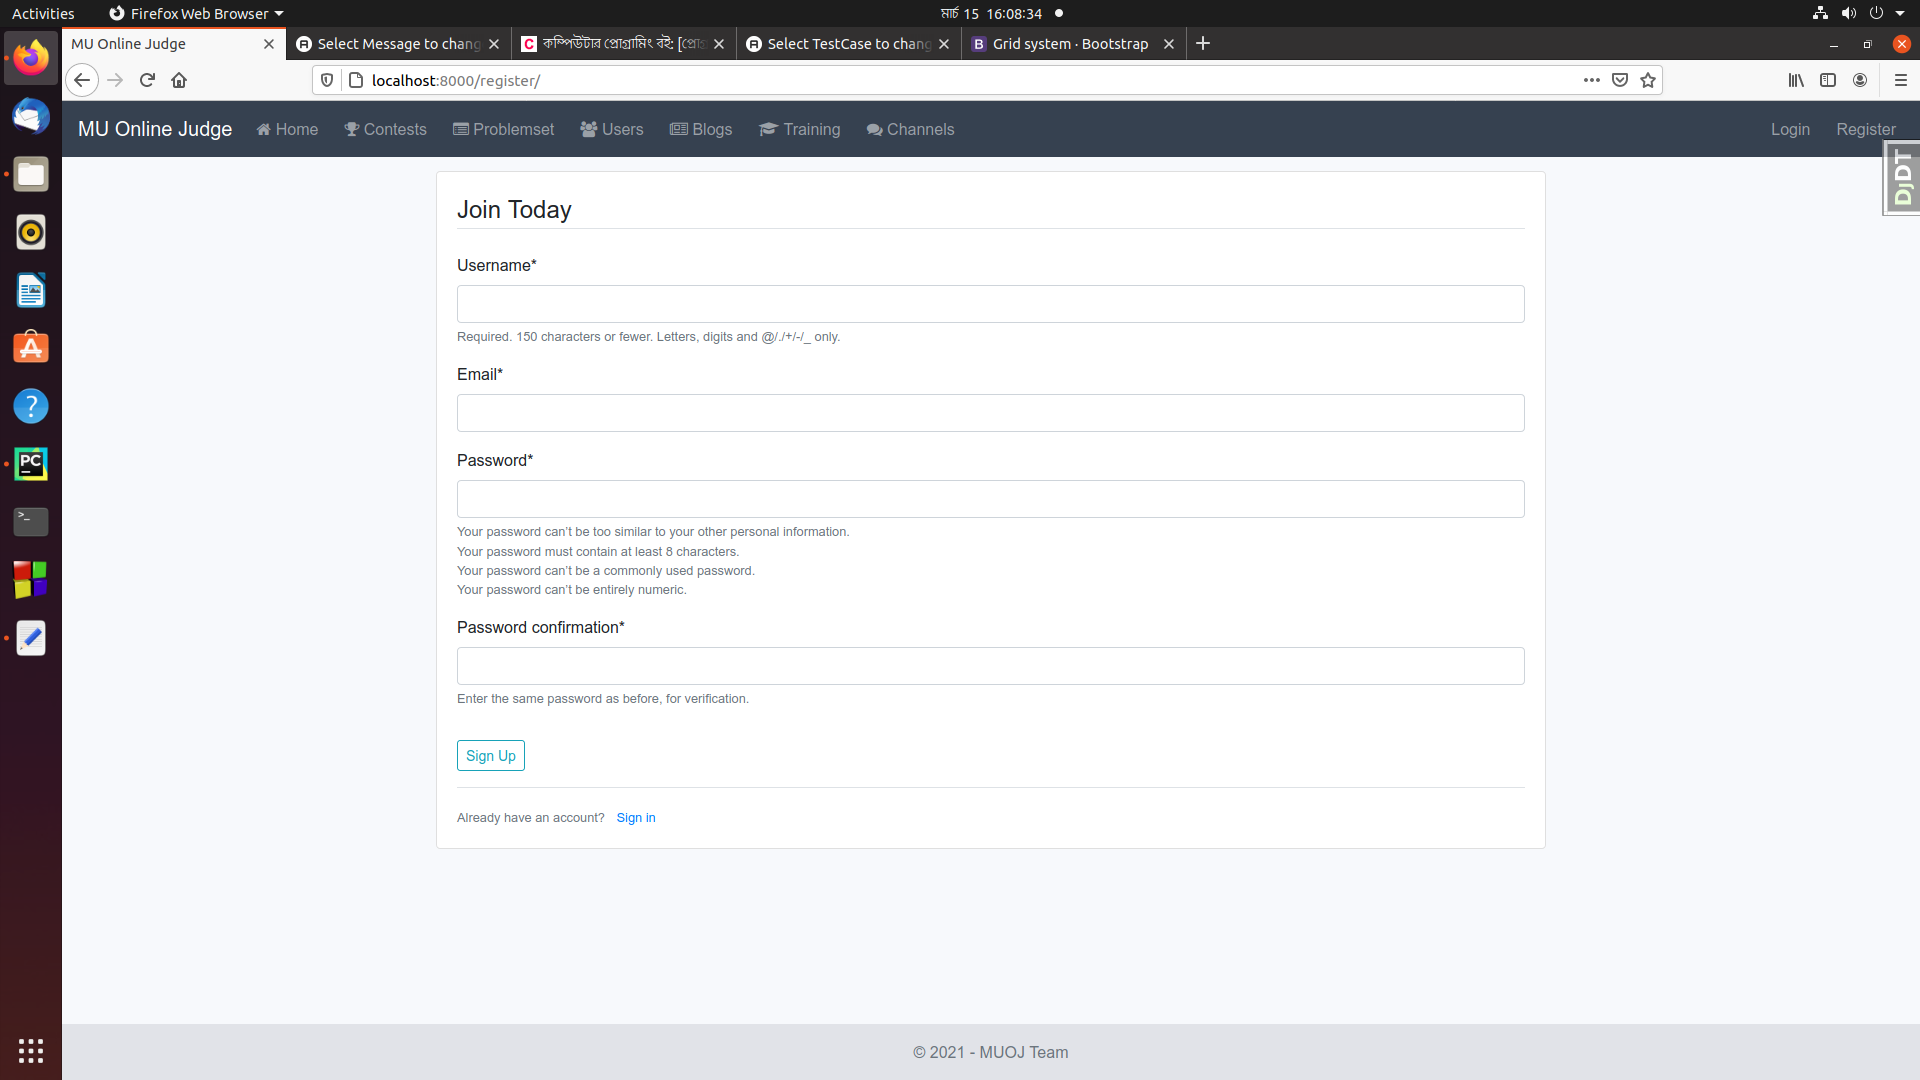 Activities Firefox Web Browser মার্চ 15 16:08:34
MU Online Judge Select Message to chang কম্পিউটার প্রোগ্রামিং বই: [প্রোগ্র Select TestCase to chang Grid system · Bootstrap
localhost:8000/register/
MU Online Judge Home Contests Problemset Users Blogs Training Channels Login Register
DjDT
Join Today
Username*
Required. 150 characters or fewer. Letters, digits and @/./+/-/_ only.
Email*
Password*
Your password can't be too similar to your other personal information.
Your password must contain at least 8 characters.
Your password can't be a commonly used password.
Your password can't be entirely numeric.
Password confirmation*
Enter the same password as before, for verification.
Sign Up
Already have an account? Sign in
© 2021 - MUOJ Team